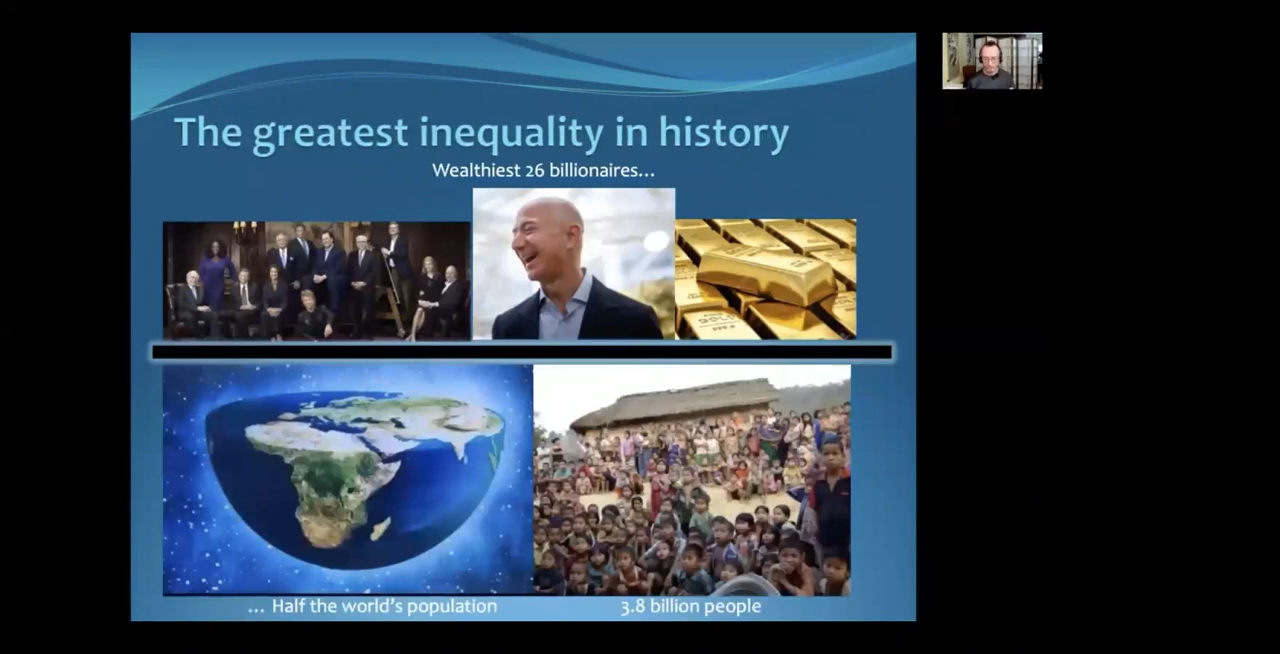 The greatest inequality in history
Wealthiest 26 billionaires...
... Half the world's population
3.8 billion people